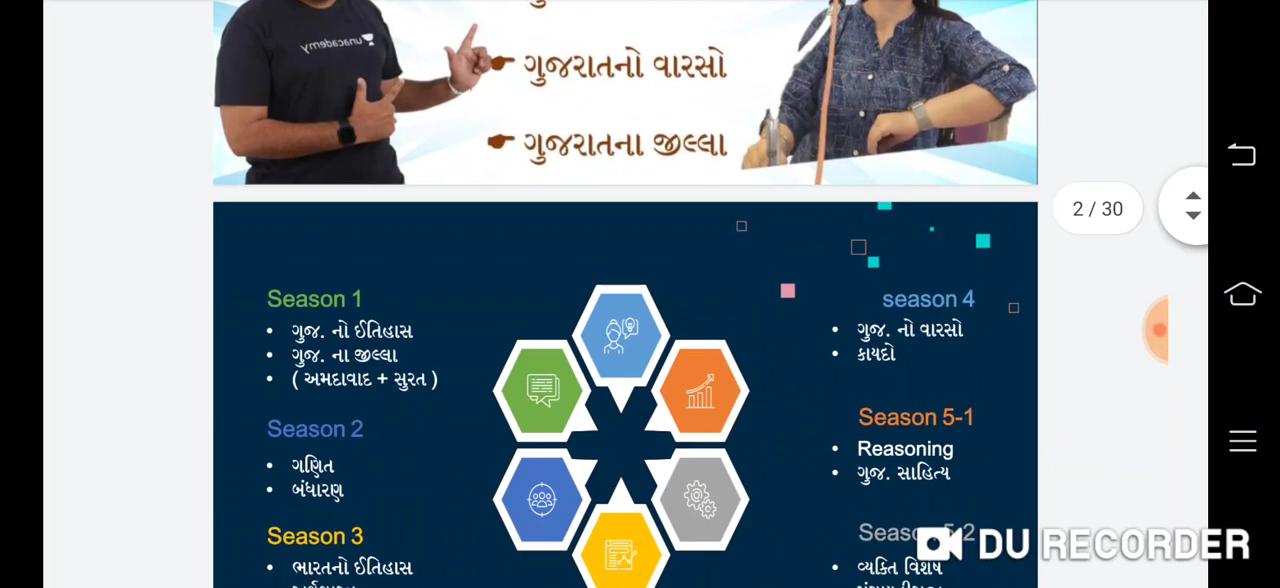 unacademy
ગુજરાતનો વારસો
ગુજરાતના જીલ્લા
2 / 30
Season 1
• ગુજ. નો ઈતિહાસ
• ગુજ. ના જીલ્લા
• ( અમદાવાદ + સુરત )
Season 2
• ગણિત
• બંધારણ
Season 3
• ભારતનો ઈતિહાસ
season 4
• ગુજ. નો વારસો
• કાયદો
Season 5-1
• Reasoning
• ગુજ. સાહિત્ય
• વ્યક્તિ વિશેષ
DU RECORDER